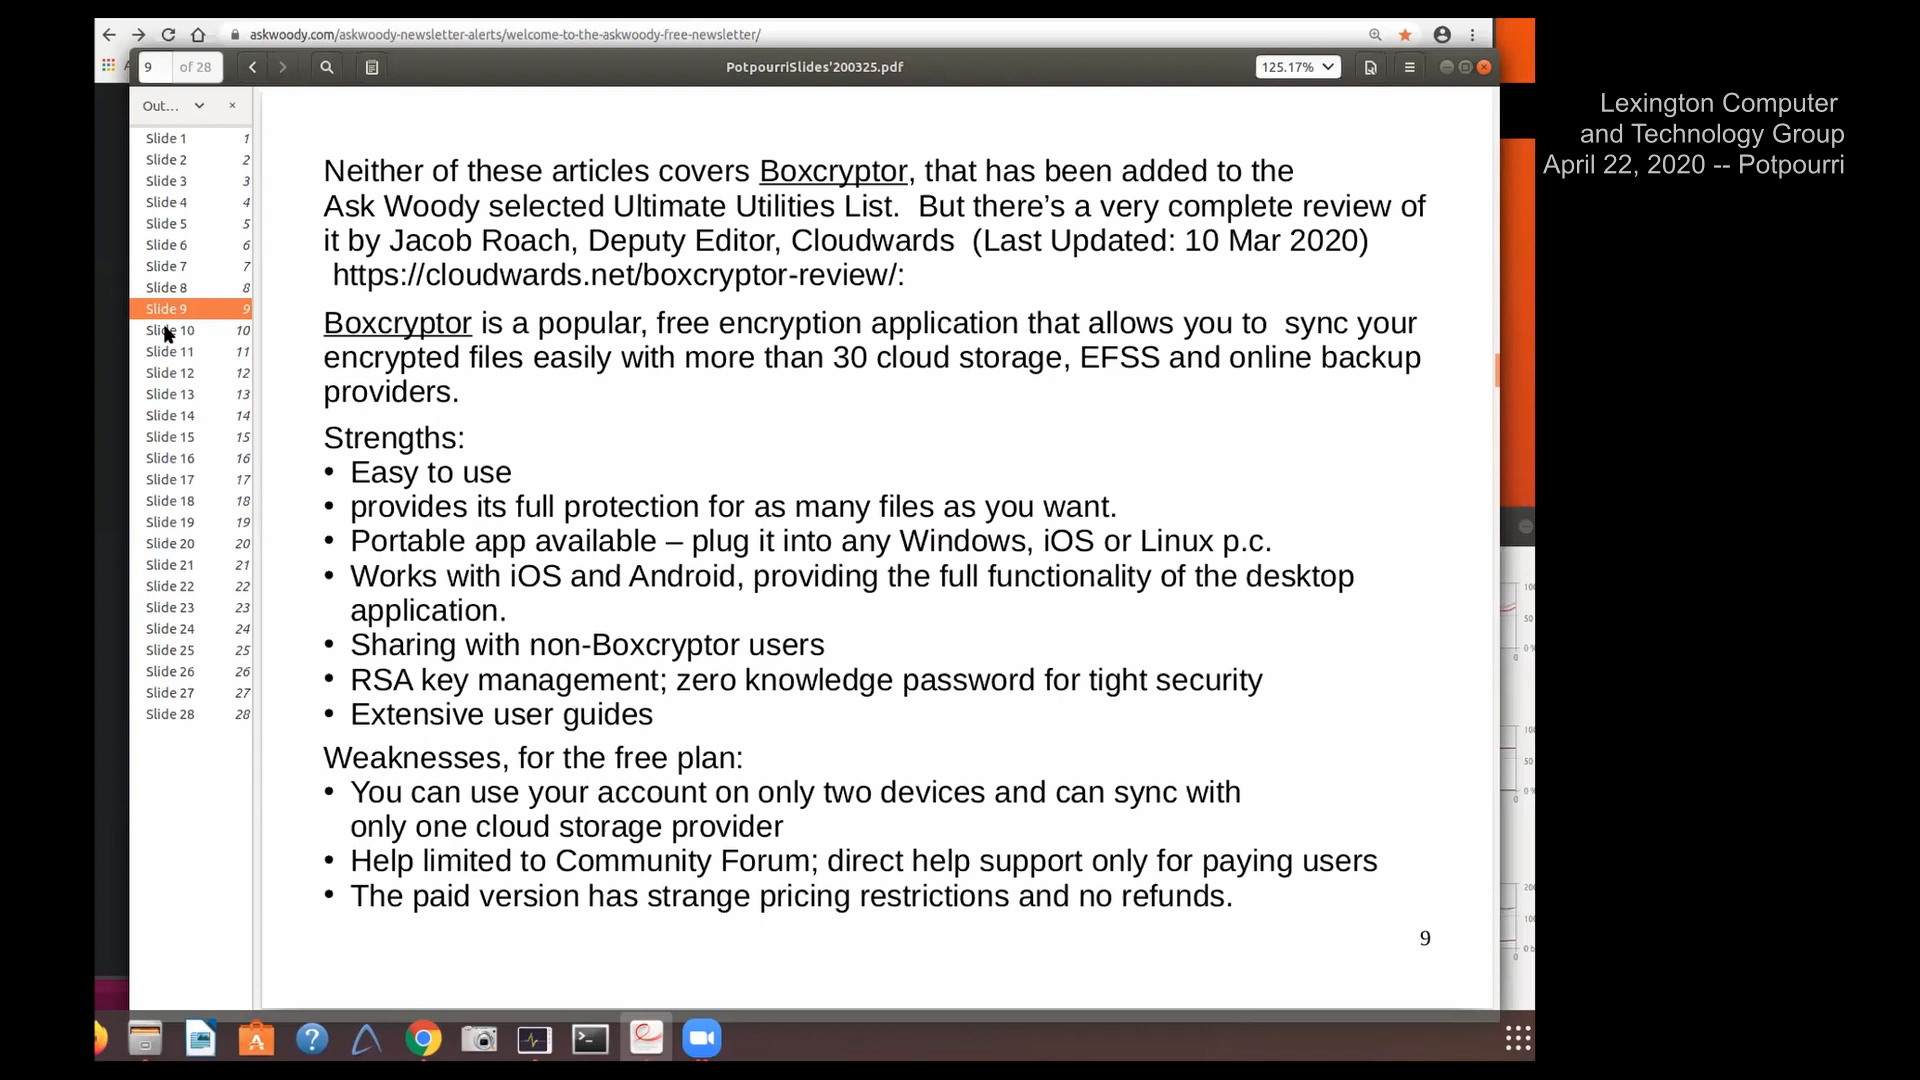 askwoody.com/askwoody-newsletter-alerts/welcome-to-the-askwoody-free-newsletter/
9 of 28
PotpourriSlides'200325.pdf
125.17%
Out...
Slide 1 1
Slide 2 2
Slide 3 3
Slide 4 4
Slide 5 5
Slide 6 6
Slide 7 7
Slide 8 8
Slide 9 9
Slide 10 10
Slide 11 11
Slide 12 12
Slide 13 13
Slide 14 14
Slide 15 15
Slide 16 16
Slide 17 17
Slide 18 18
Slide 19 19
Slide 20 20
Slide 21 21
Slide 22 22
Slide 23 23
Slide 24 24
Slide 25 25
Slide 26 26
Slide 27 27
Slide 28 28
Neither of these articles covers Boxcryptor, that has been added to the
Ask Woody selected Ultimate Utilities List. But there’s a very complete review of
it by Jacob Roach, Deputy Editor, Cloudwards (Last Updated: 10 Mar 2020)
https://cloudwards.net/boxcryptor-review/:
Boxcryptor is a popular, free encryption application that allows you to sync your
encrypted files easily with more than 30 cloud storage, EFSS and online backup
providers.
Strengths:
• Easy to use
• provides its full protection for as many files as you want.
• Portable app available – plug it into any Windows, iOS or Linux p.c.
• Works with iOS and Android, providing the full functionality of the desktop
application.
• Sharing with non-Boxcryptor users
• RSA key management; zero knowledge password for tight security
• Extensive user guides
Weaknesses, for the free plan:
• You can use your account on only two devices and can sync with
only one cloud storage provider
• Help limited to Community Forum; direct help support only for paying users
• The paid version has strange pricing restrictions and no refunds.
9
Lexington Computer
and Technology Group
April 22, 2020 -- Potpourri